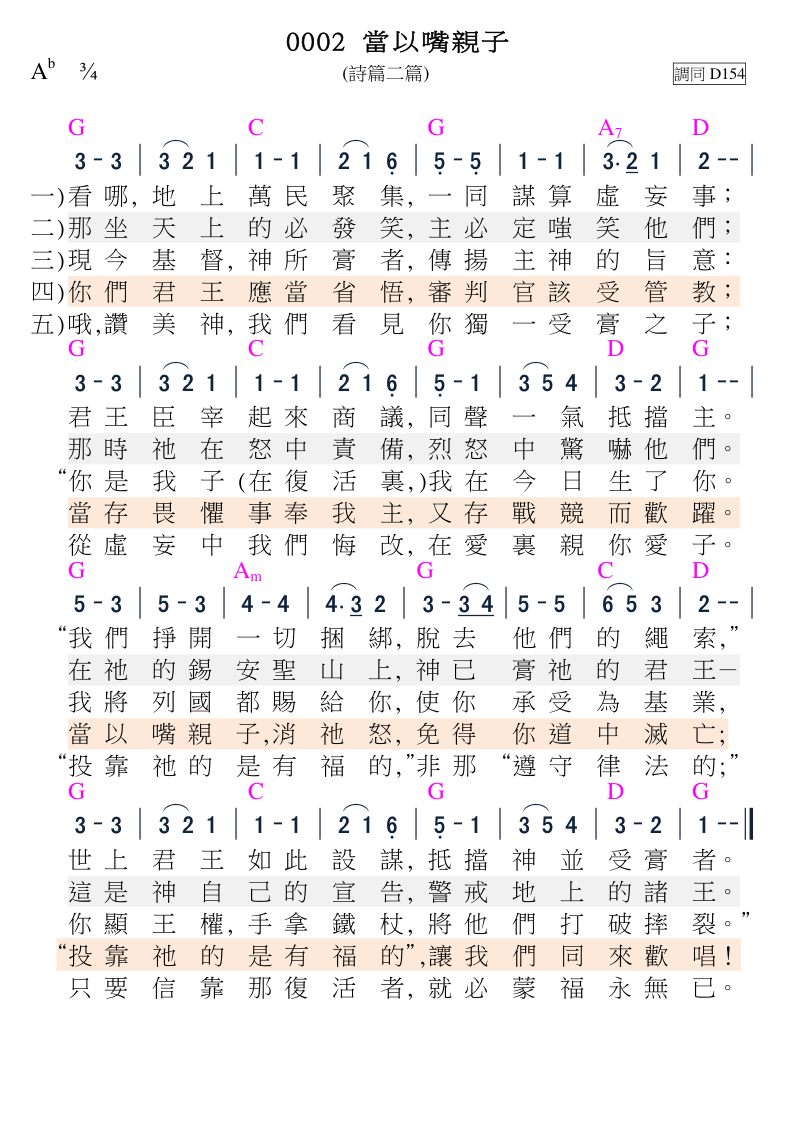 0002 當以嘴親子
A♭ ¾ (詩篇二篇) 調同 D154
G C G A7 D
3 - 3 | 3 2 1 | 1 - 1 | 2 1 6̣ | 5̣ - 5̣ | 1 - 1 | 3· 2 1 | 2 - - |
一)看哪, 地上萬民聚集, 一同謀算虛妄事；
二)那坐天上的必發笑, 主必定嗤笑他們；
三)現今基督, 神所膏者, 傳揚主神的旨意：
四)你們君王應當省悟, 審判官該受管教；
五)哦,讚美神, 我們看見你獨一受膏之子；
G C G D G
3 - 3 | 3 2 1 | 1 - 1 | 2 1 6̣ | 5̣ - 1 | 3 5 4 | 3 - 2 | 1 - - |
君王臣宰起來商議, 同聲一氣抵擋主。
那時祂在怒中責備, 烈怒中驚嚇他們。
“你是我子(在復活裏,)我在今日生了你。
當存畏懼事奉我主, 又存戰競而歡躍。
從虛妄中我們悔改, 在愛裏親你愛子。
G Am G C D
5 - 3 | 5 - 3 | 4 - 4 | 4· 3 2 | 3 - 3 4 | 5 - 5 | 6 5 3 | 2 - - |
“我們掙開一切捆綁, 脫去他們的繩索,”
在祂的錫安聖山上, 神已膏祂的君王—
我將列國都賜給你, 使你承受為基業,
當以嘴親子,消祂怒, 免得你道中滅亡;
“投靠祂的是有福的,”非那“遵守律法的;”
G C G D G
3 - 3 | 3 2 1 | 1 - 1 | 2 1 6̣ | 5̣ - 1 | 3 5 4 | 3 - 2 | 1 - - ‖
世上君王如此設謀, 抵擋神並受膏者。
這是神自己的宣告, 警戒地上的諸王。
你顯王權, 手拿鐵杖, 將他們打破摔裂。”
“投靠祂的是有福的”,讓我們同來歡唱！
只要信靠那復活者, 就必蒙福永無已。